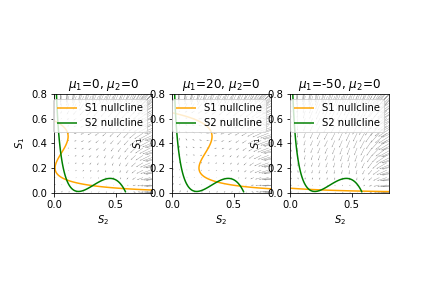 μ₁=0, μ₂=0
μ₁=20, μ₂=0
μ₁=-50, μ₂=0
0.8
0.6
0.4
0.2
0.0
S₁
S1 nullcline
S2 nullcline
0.0
0.5
S₂
0.8
0.6
0.4
0.2
0.0
S₁
S1 nullcline
S2 nullcline
0.0
0.5
S₂
0.8
0.6
0.4
0.2
0.0
S₁
S1 nullcline
S2 nullcline
0.0
0.5
S₂